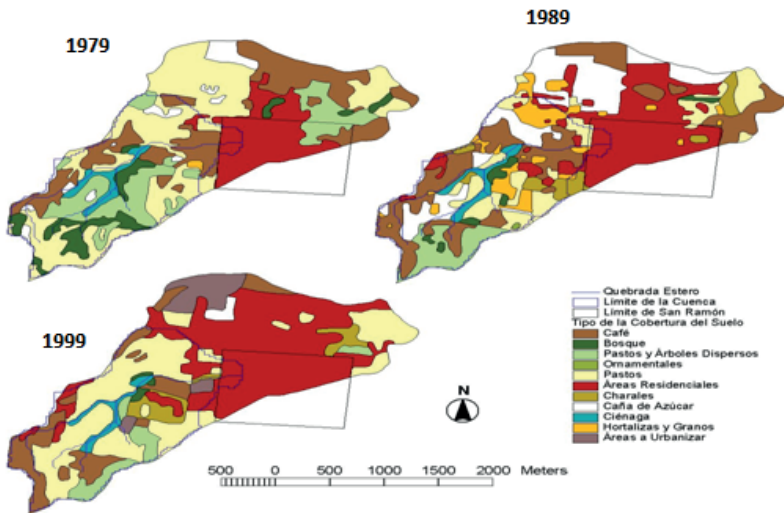 1979
1989
1999
Quebrada Estero
Límite de la Cuenca
Límite de San Ramón
Tipo de la Cobertura del Suelo
Café
Bosque
Pastos y Árboles Dispersos
Ornamentales
Pastos
Áreas Residenciales
Charales
Caña de Azúcar
Ciénaga
Hortalizas y Granos
Áreas a Urbanizar
N
500 0 500 1000 1500 2000 Meters